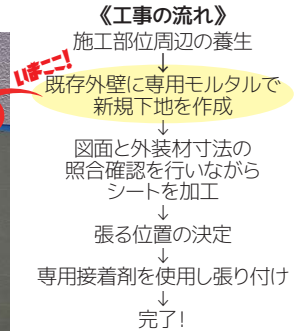 《工事の流れ》
施工部位周辺の養生
↓
いまここ!
既存外壁に専用モルタルで
新規下地を作成
↓
図面と外装材寸法の
照合確認を行いながら
シートを加工
↓
張る位置の決定
↓
専用接着剤を使用し張り付け
↓
完了!